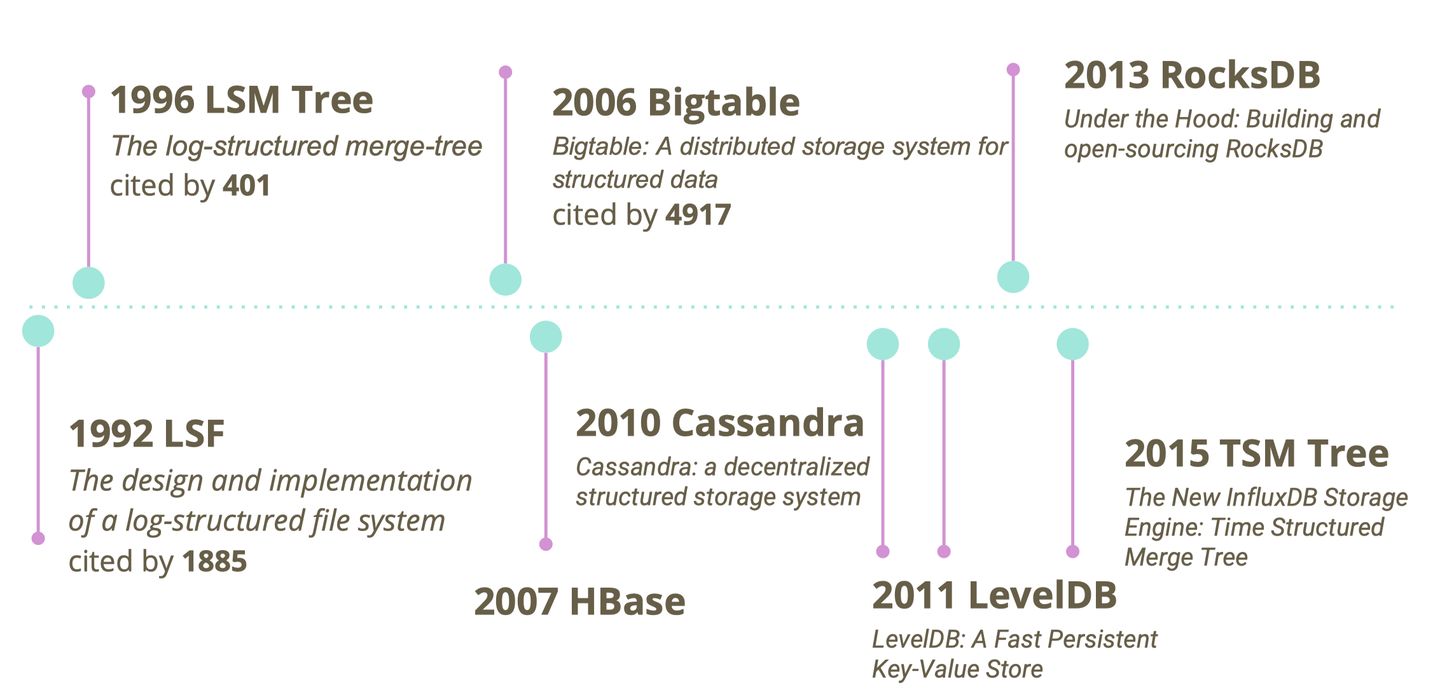 1996 LSM Tree
The log-structured merge-tree
cited by 401
2006 Bigtable
Bigtable: A distributed storage system for
structured data
cited by 4917
2013 RocksDB
Under the Hood: Building and
open-sourcing RocksDB
1992 LSF
The design and implementation
of a log-structured file system
cited by 1885
2007 HBase
2010 Cassandra
Cassandra: a decentralized
structured storage system
2011 LevelDB
LevelDB: A Fast Persistent
Key-Value Store
2015 TSM Tree
The New InfluxDB Storage
Engine: Time Structured
Merge Tree